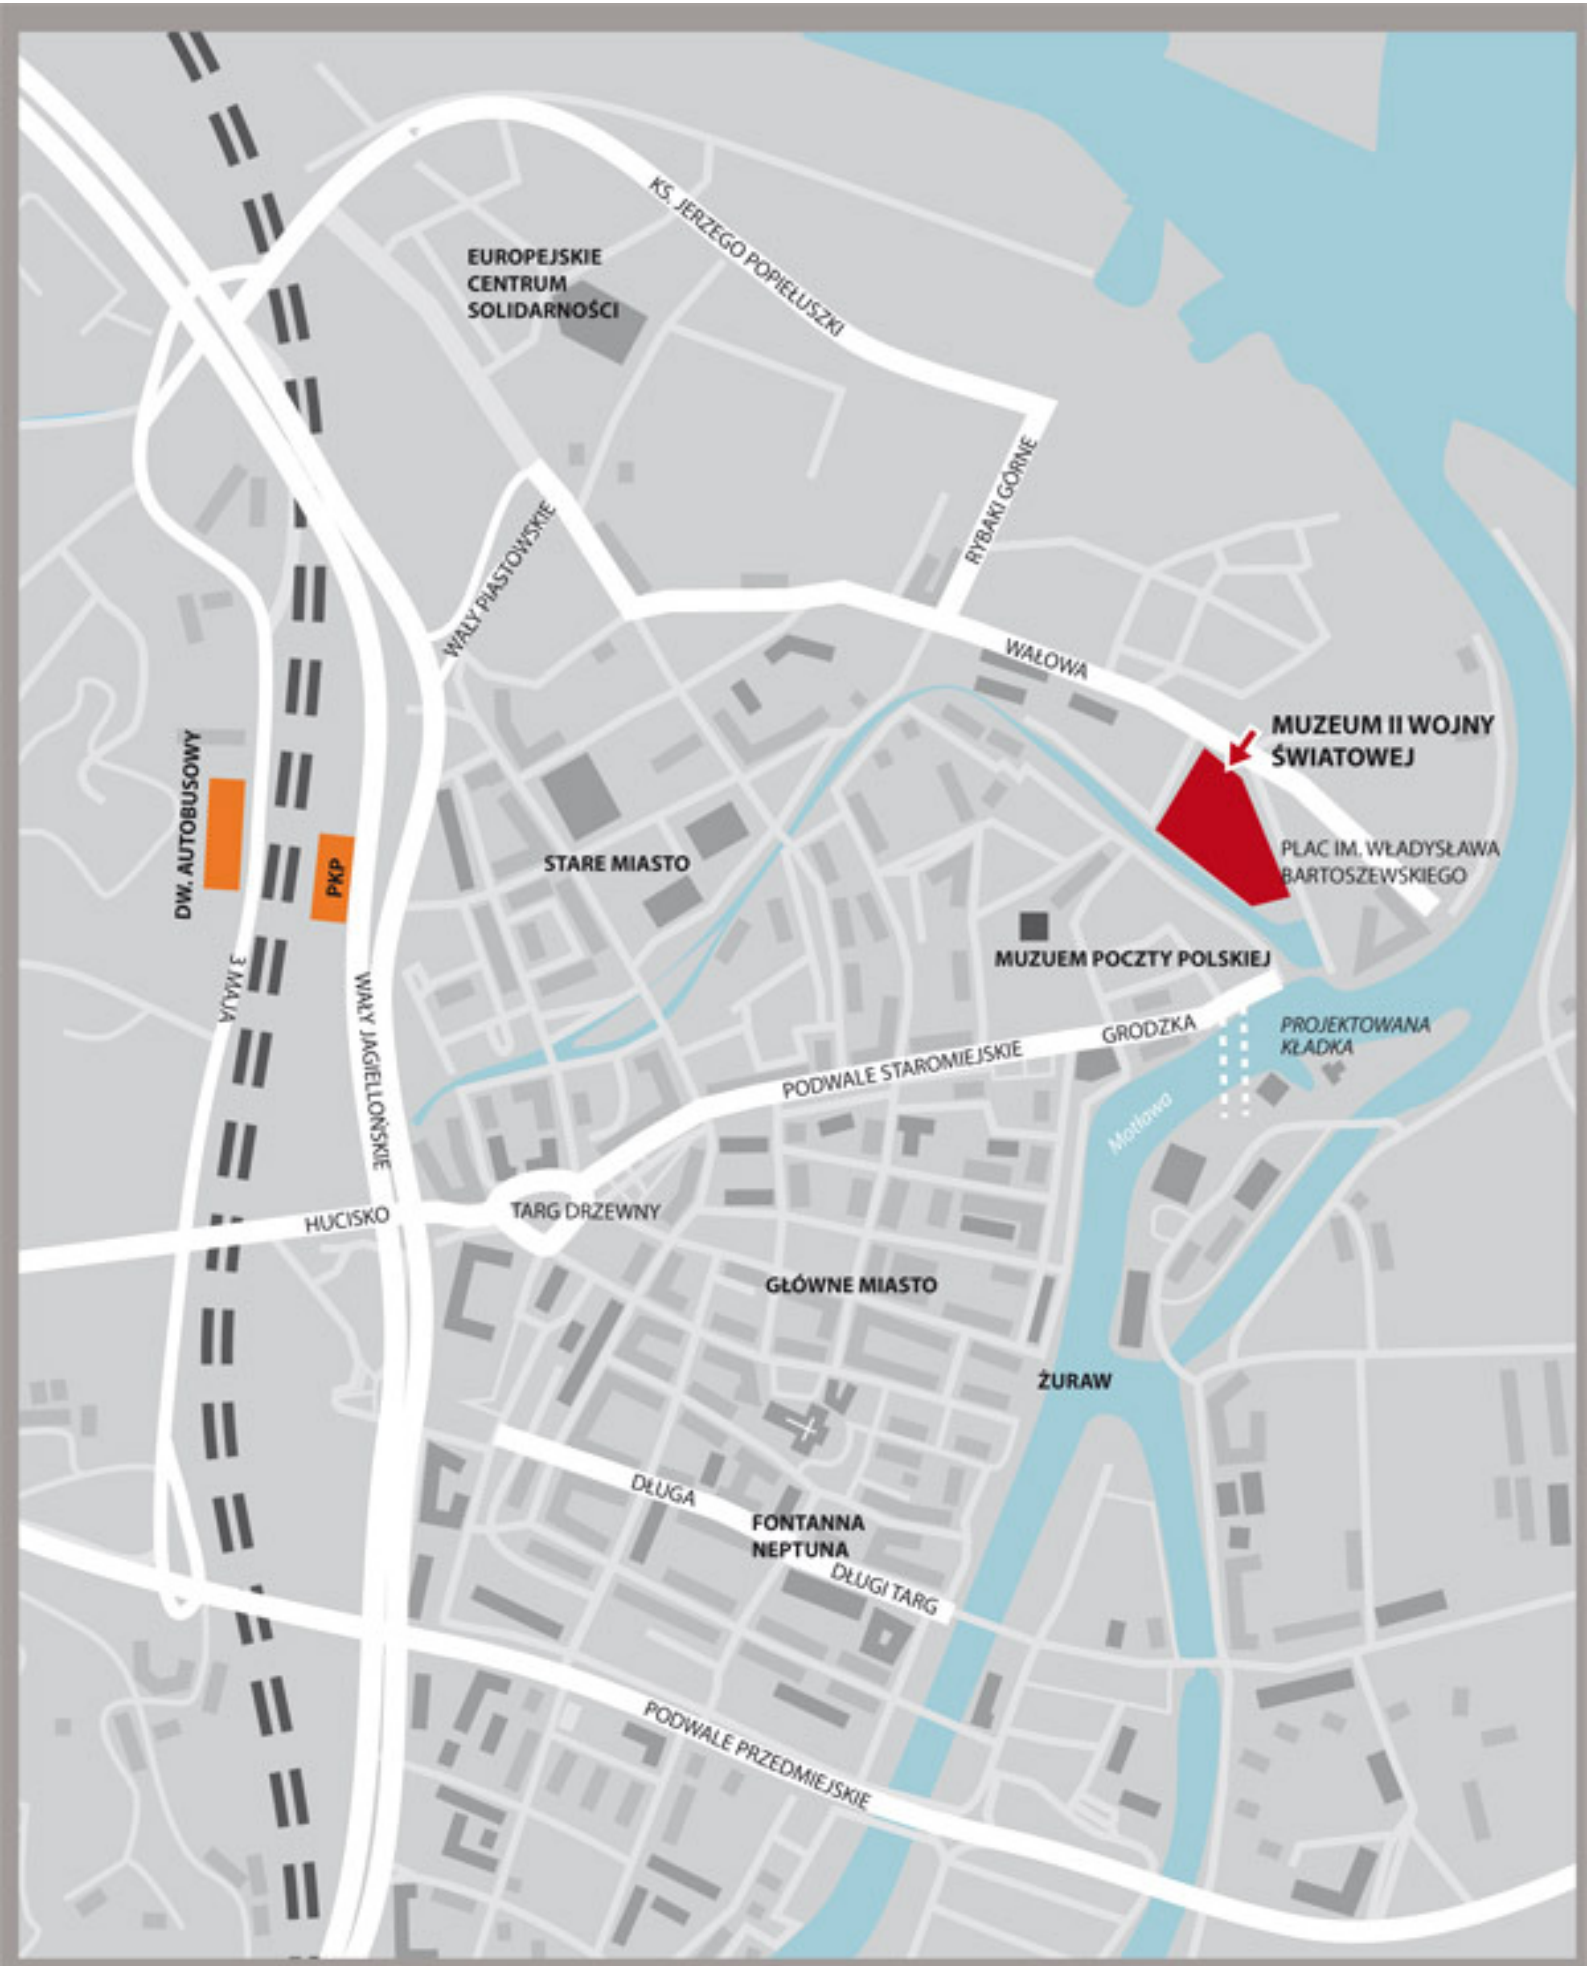 KS. JERZEGO POPIEŁUSZKI
EUROPEJSKIE
CENTRUM
SOLIDARNOŚCI
RYBAKI GÓRNE
WAŁY PIASTOWSKIE
WAŁOWA
MUZEUM II WOJNY
ŚWIATOWEJ
DW. AUTOBUSOWY
PKP
STARE MIASTO
PLAC IM. WŁADYSŁAWA
BARTOSZEWSKIEGO
MUZUEM POCZTY POLSKIEJ
3 MAJA
WAŁY JAGIELLOŃSKIE
GRODZKA
PROJEKTOWANA
KŁADKA
PODWALE STAROMIEJSKIE
Motława
HUCISKO
TARG DRZEWNY
GŁÓWNE MIASTO
ŻURAW
DŁUGA
FONTANNA
NEPTUNA
DŁUGI TARG
PODWALE PRZEDMIEJSKIE